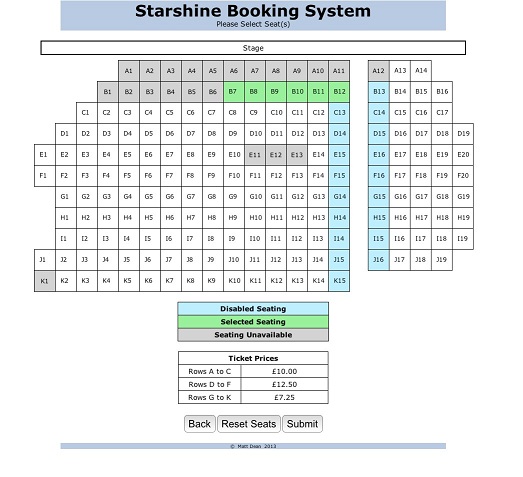 Starshine Booking System
Please Select Seat(s)
Stage
A1 A2 A3 A4 A5 A6 A7 A8 A9 A10 A11 A12 A13 A14
B1 B2 B3 B4 B5 B6 B7 B8 B9 B10 B11 B12 B13 B14 B15 B16
C1 C2 C3 C4 C5 C6 C7 C8 C9 C10 C11 C12 C13 C14 C15 C16 C17
D1 D2 D3 D4 D5 D6 D7 D8 D9 D10 D11 D12 D13 D14 D15 D16 D17 D18 D19
E1 E2 E3 E4 E5 E6 E7 E8 E9 E10 E11 E12 E13 E14 E15 E16 E17 E18 E19 E20
F1 F2 F3 F4 F5 F6 F7 F8 F9 F10 F11 F12 F13 F14 F15 F16 F17 F18 F19 F20
G1 G2 G3 G4 G5 G6 G7 G8 G9 G10 G11 G12 G13 G14 G15 G16 G17 G18 G19
H1 H2 H3 H4 H5 H6 H7 H8 H9 H10 H11 H12 H13 H14 H15 H16 H17 H18 H19
I1 I2 I3 I4 I5 I6 I7 I8 I9 I10 I11 I12 I13 I14 I15 I16 I17 I18 I19
J1 J2 J3 J4 J5 J6 J7 J8 J9 J10 J11 J12 J13 J14 J15 J16 J17 J18 J19
K1 K2 K3 K4 K5 K6 K7 K8 K9 K10 K11 K12 K13 K14 K15
Disabled Seating
Selected Seating
Seating Unavailable
Ticket Prices
Rows A to C £10.00
Rows D to F £12.50
Rows G to K £7.25
Back Reset Seats Submit
© Matt Dean 2013